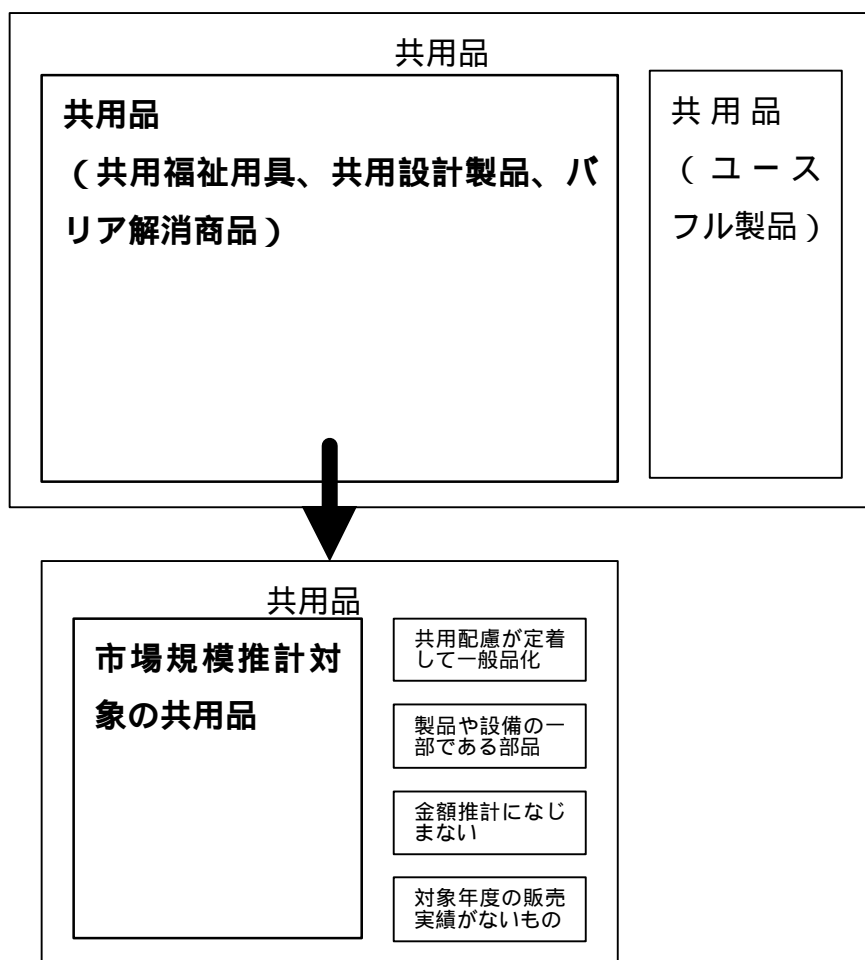 共用品
共用品
（共用福祉用具、共用設計製品、バ
リア解消商品）
共用品
（ユース
フル製品）
共用品
市場規模推計対
象の共用品
共用配慮が定着
して一般品化
製品や設備の一
部である部品
金額推計になじ
まない
対象年度の販売
実績がないもの